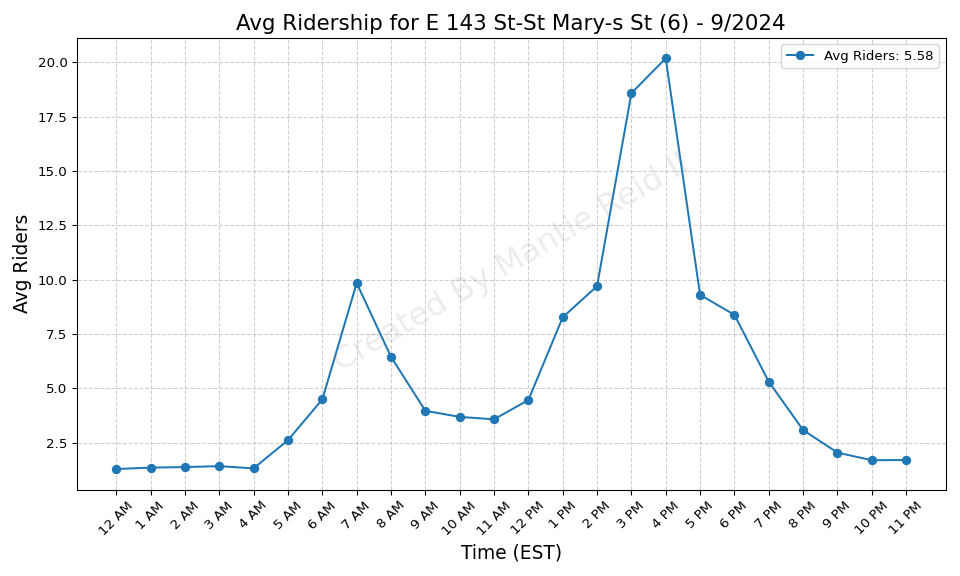 Avg Ridership for E 143 St-St Mary-s St (6) - 9/2024
Avg Riders: 5.58
Avg Riders
20.0
17.5
15.0
12.5
10.0
7.5
5.0
2.5
Created By Mantie Reid II
12 AM
1 AM
2 AM
3 AM
4 AM
5 AM
6 AM
7 AM
8 AM
9 AM
10 AM
11 AM
12 PM
1 PM
2 PM
3 PM
4 PM
5 PM
6 PM
7 PM
8 PM
9 PM
10 PM
11 PM
Time (EST)